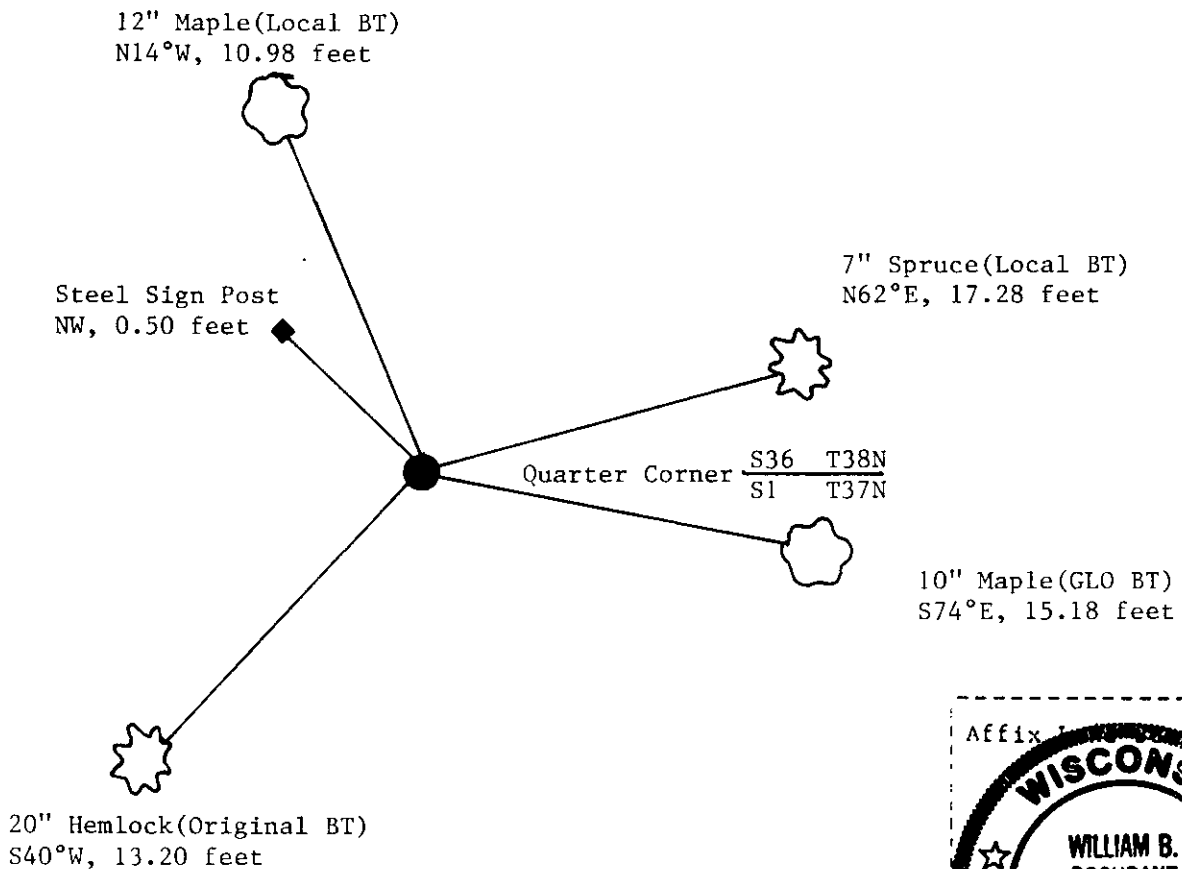 12" Maple(Local BT)
N14°W, 10.98 feet
7" Spruce(Local BT)
N62°E, 17.28 feet
Steel Sign Post
NW, 0.50 feet
Quarter Corner
S36 T38N
S1 T37N
10" Maple(GLO BT)
S74°E, 15.18 feet
Affix
WISCONS
WILLIAM B.
20" Hemlock(Original BT)
S40°W, 13.20 feet